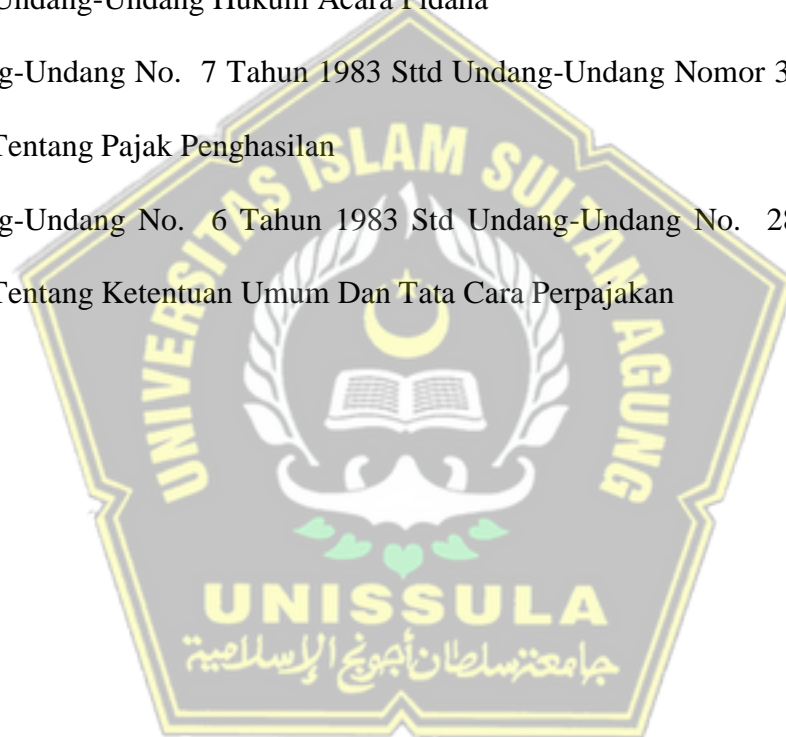 Undang-Undang Hukum Acara Pidana
g-Undang No. 7 Tahun 1983 Sttd Undang-Undang Nomor 3
Tentang Pajak Penghasilan
g-Undang No. 6 Tahun 1983 Std Undang-Undang No. 28
Tentang Ketentuan Umum Dan Tata Cara Perpajakan
UNIVERSITAS ISLAM SULTAN AGUNG
UNISSULA
جامعة سلطان أجونج الإسلامية